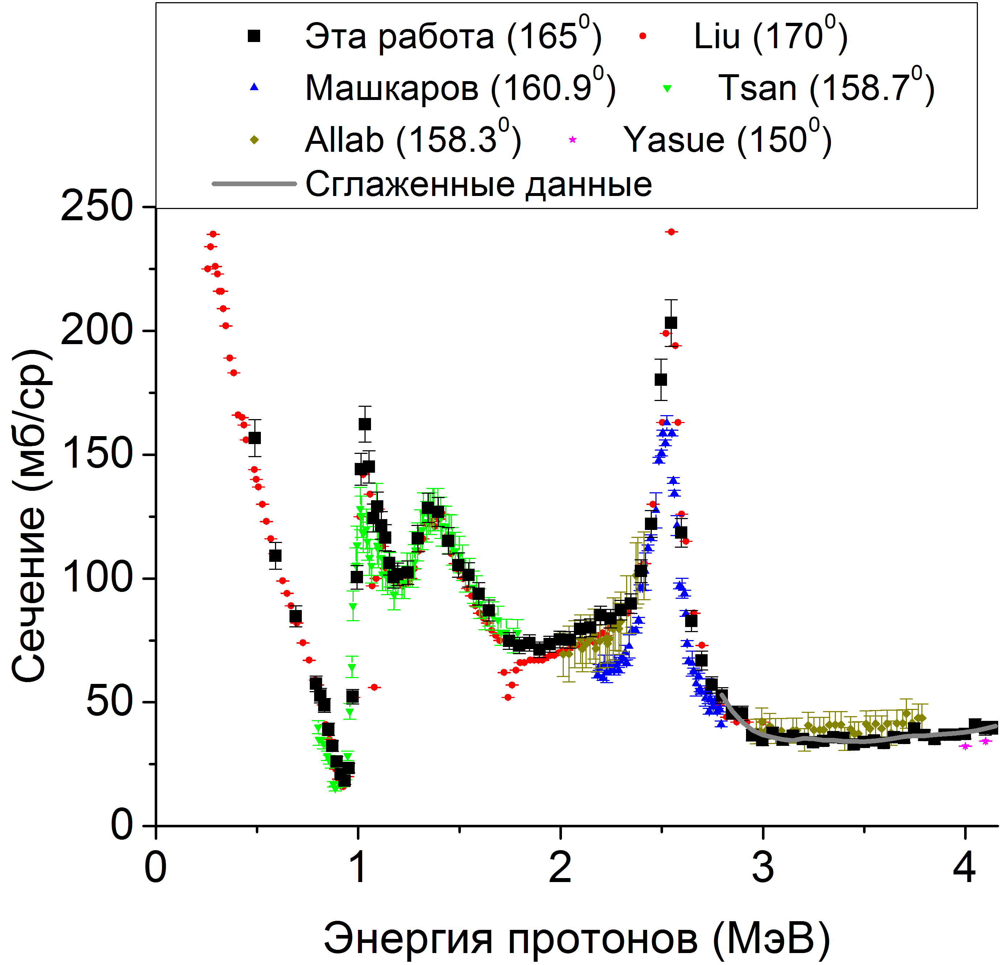 Эта работа (165⁰) Liu (170⁰)
Машкаров (160.9⁰) Tsan (158.7⁰)
Allab (158.3⁰) Yasue (150⁰)
Сглаженные данные
250
200
150
100
50
0
Сечение (мб/ср)
0 1 2 3 4
Энергия протонов (МэВ)